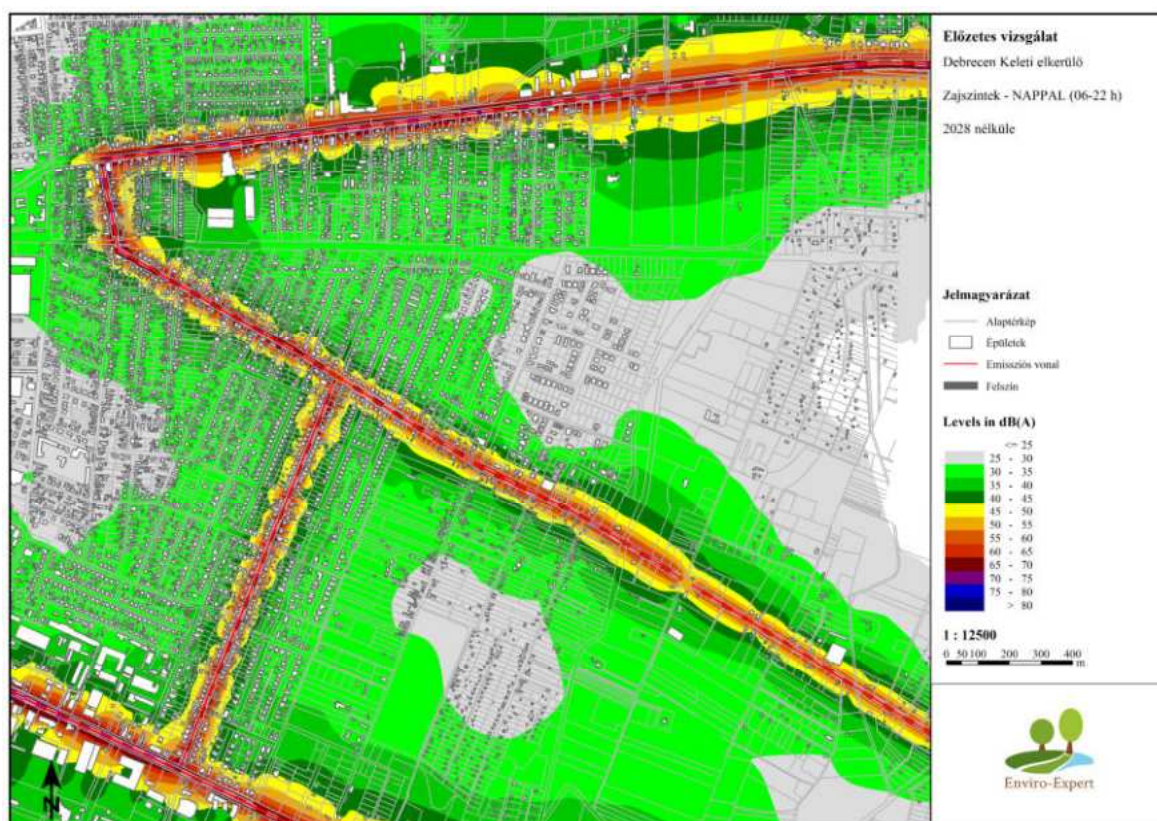 Előzetes vizsgálat
Debrecen Keleti elkerülő
Zajszintek - NAPPAL (06-22 h)
2028 nélküle
Jelmagyarázat
Alaptérkép
Épületek
Emissziós vonal
Felszín
Levels in dB(A)
<= 25
25 - 30
30 - 35
35 - 40
40 - 45
45 - 50
50 - 55
55 - 60
60 - 65
65 - 70
70 - 75
75 - 80
> 80
1 : 12500
0 50 100 200 300 400
m
Enviro-Expert
N